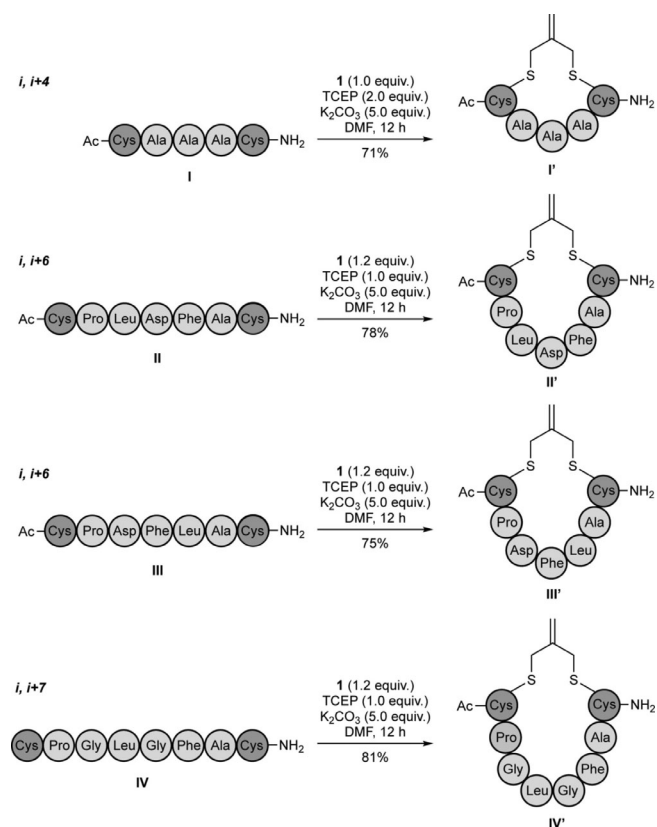 i, i+4
1 (1.0 equiv.)
TCEP (2.0 equiv.)
K2CO3 (5.0 equiv.)
DMF, 12 h
71%
Ac Cys Ala Ala Ala Cys NH2
I
S S
Ac Cys Cys NH2
Ala Ala Ala
I'
i, i+6
1 (1.2 equiv.)
TCEP (1.0 equiv.)
K2CO3 (5.0 equiv.)
DMF, 12 h
78%
Ac Cys Pro Leu Asp Phe Ala Cys NH2
II
S S
Ac Cys Cys NH2
Pro Ala
Leu Phe
Asp
II'
i, i+6
1 (1.2 equiv.)
TCEP (1.0 equiv.)
K2CO3 (5.0 equiv.)
DMF, 12 h
75%
Ac Cys Pro Asp Phe Leu Ala Cys NH2
III
S S
Ac Cys Cys NH2
Pro Ala
Asp Leu
Phe
III'
i, i+7
1 (1.2 equiv.)
TCEP (1.0 equiv.)
K2CO3 (5.0 equiv.)
DMF, 12 h
81%
Cys Pro Gly Leu Gly Phe Ala Cys NH2
IV
S S
Ac Cys Cys NH2
Pro Ala
Gly Phe
Leu Gly
IV'